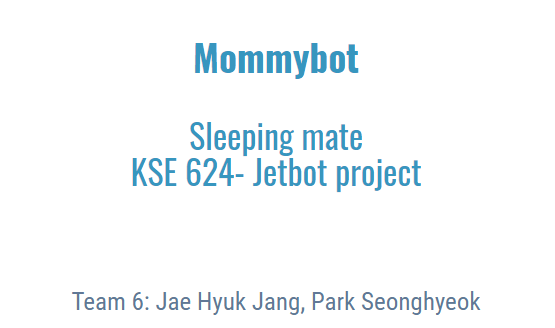 Mommybot
Sleeping mate
KSE 624- Jetbot project
Team 6: Jae Hyuk Jang, Park Seonghyeok